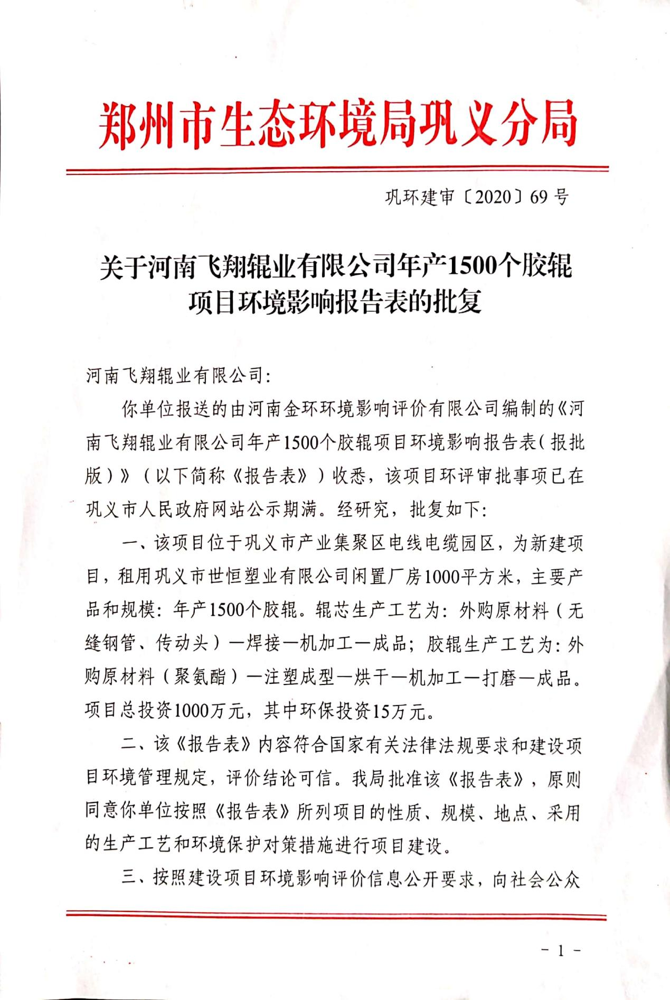 郑州市生态环境局巩义分局
巩环建审〔2020〕69 号
关于河南飞翔辊业有限公司年产1500个胶辊
项目环境影响报告表的批复
河南飞翔辊业有限公司：
你单位报送的由河南金环环境影响评价有限公司编制的《河
南飞翔辊业有限公司年产1500个胶辊项目环境影响报告表（报批
版）》（以下简称《报告表》）收悉，该项目环评审批事项已在
巩义市人民政府网站公示期满。经研究，批复如下：
一、该项目位于巩义市产业集聚区电线电缆园区，为新建项
目，租用巩义市世恒塑业有限公司闲置厂房1000平方米，主要产
品和规模：年产1500个胶辊。辊芯生产工艺为：外购原材料（无
缝钢管、传动头）—焊接—机加工—成品；胶辊生产工艺为：外
购原材料（聚氨酯）—注塑成型—烘干—机加工—打磨—成品。
项目总投资1000万元，其中环保投资15万元。
二、该《报告表》内容符合国家有关法律法规要求和建设项
目环境管理规定，评价结论可信。我局批准该《报告表》，原则
同意你单位按照《报告表》所列项目的性质、规模、地点、采用
的生产工艺和环境保护对策措施进行项目建设。
三、按照建设项目环境影响评价信息公开要求，向社会公众
- 1 -